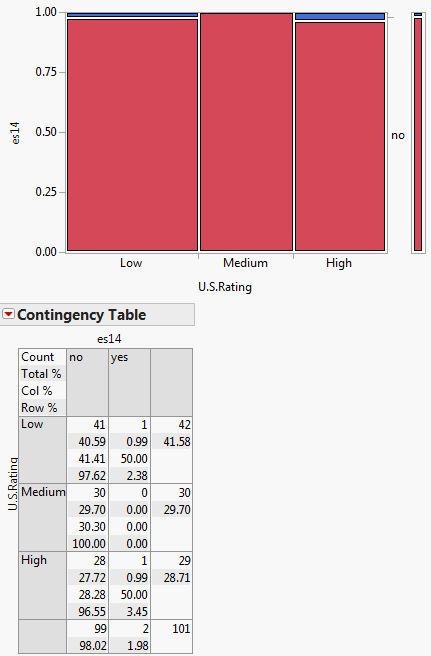 1.00
0.75
0.50
0.25
0.00
es14
no
Low Medium High
U.S.Rating
Contingency Table
es14
Count no yes
Total %
Col %
Row %
U.S.Rating
Low 41 1 42
40.59 0.99 41.58
41.41 50.00
97.62 2.38
Medium 30 0 30
29.70 0.00 29.70
30.30 0.00
100.00 0.00
High 28 1 29
27.72 0.99 28.71
28.28 50.00
96.55 3.45
99 2 101
98.02 1.98